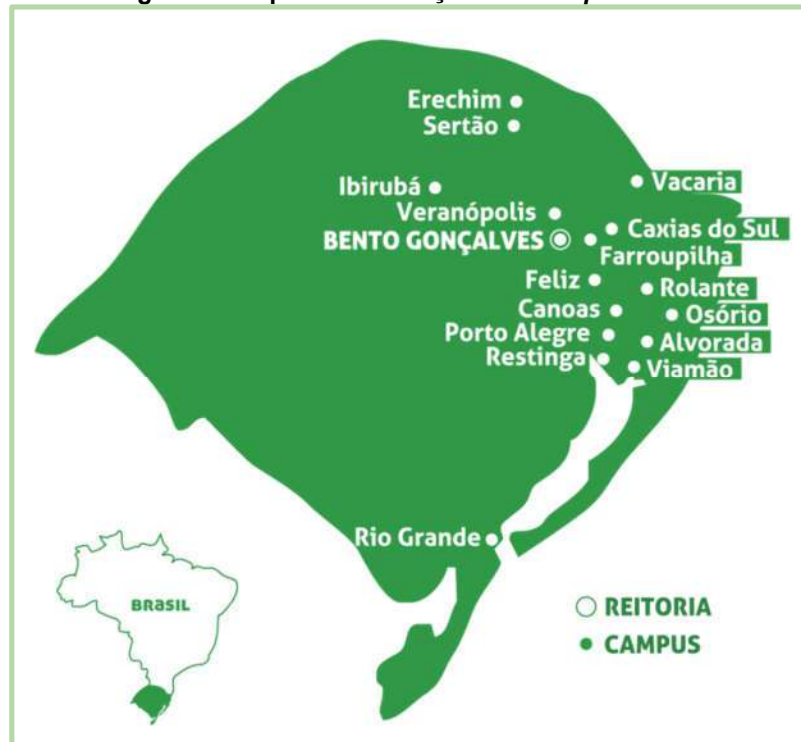 Erechim
Sertão
Ibirubá
Vacaria
Veranópolis
Caxias do Sul
BENTO GONÇALVES
Farroupilha
Feliz
Rolante
Canoas
Osório
Porto Alegre
Alvorada
Restinga
Viamão
Rio Grande
BRASIL
REITORIA
CAMPUS